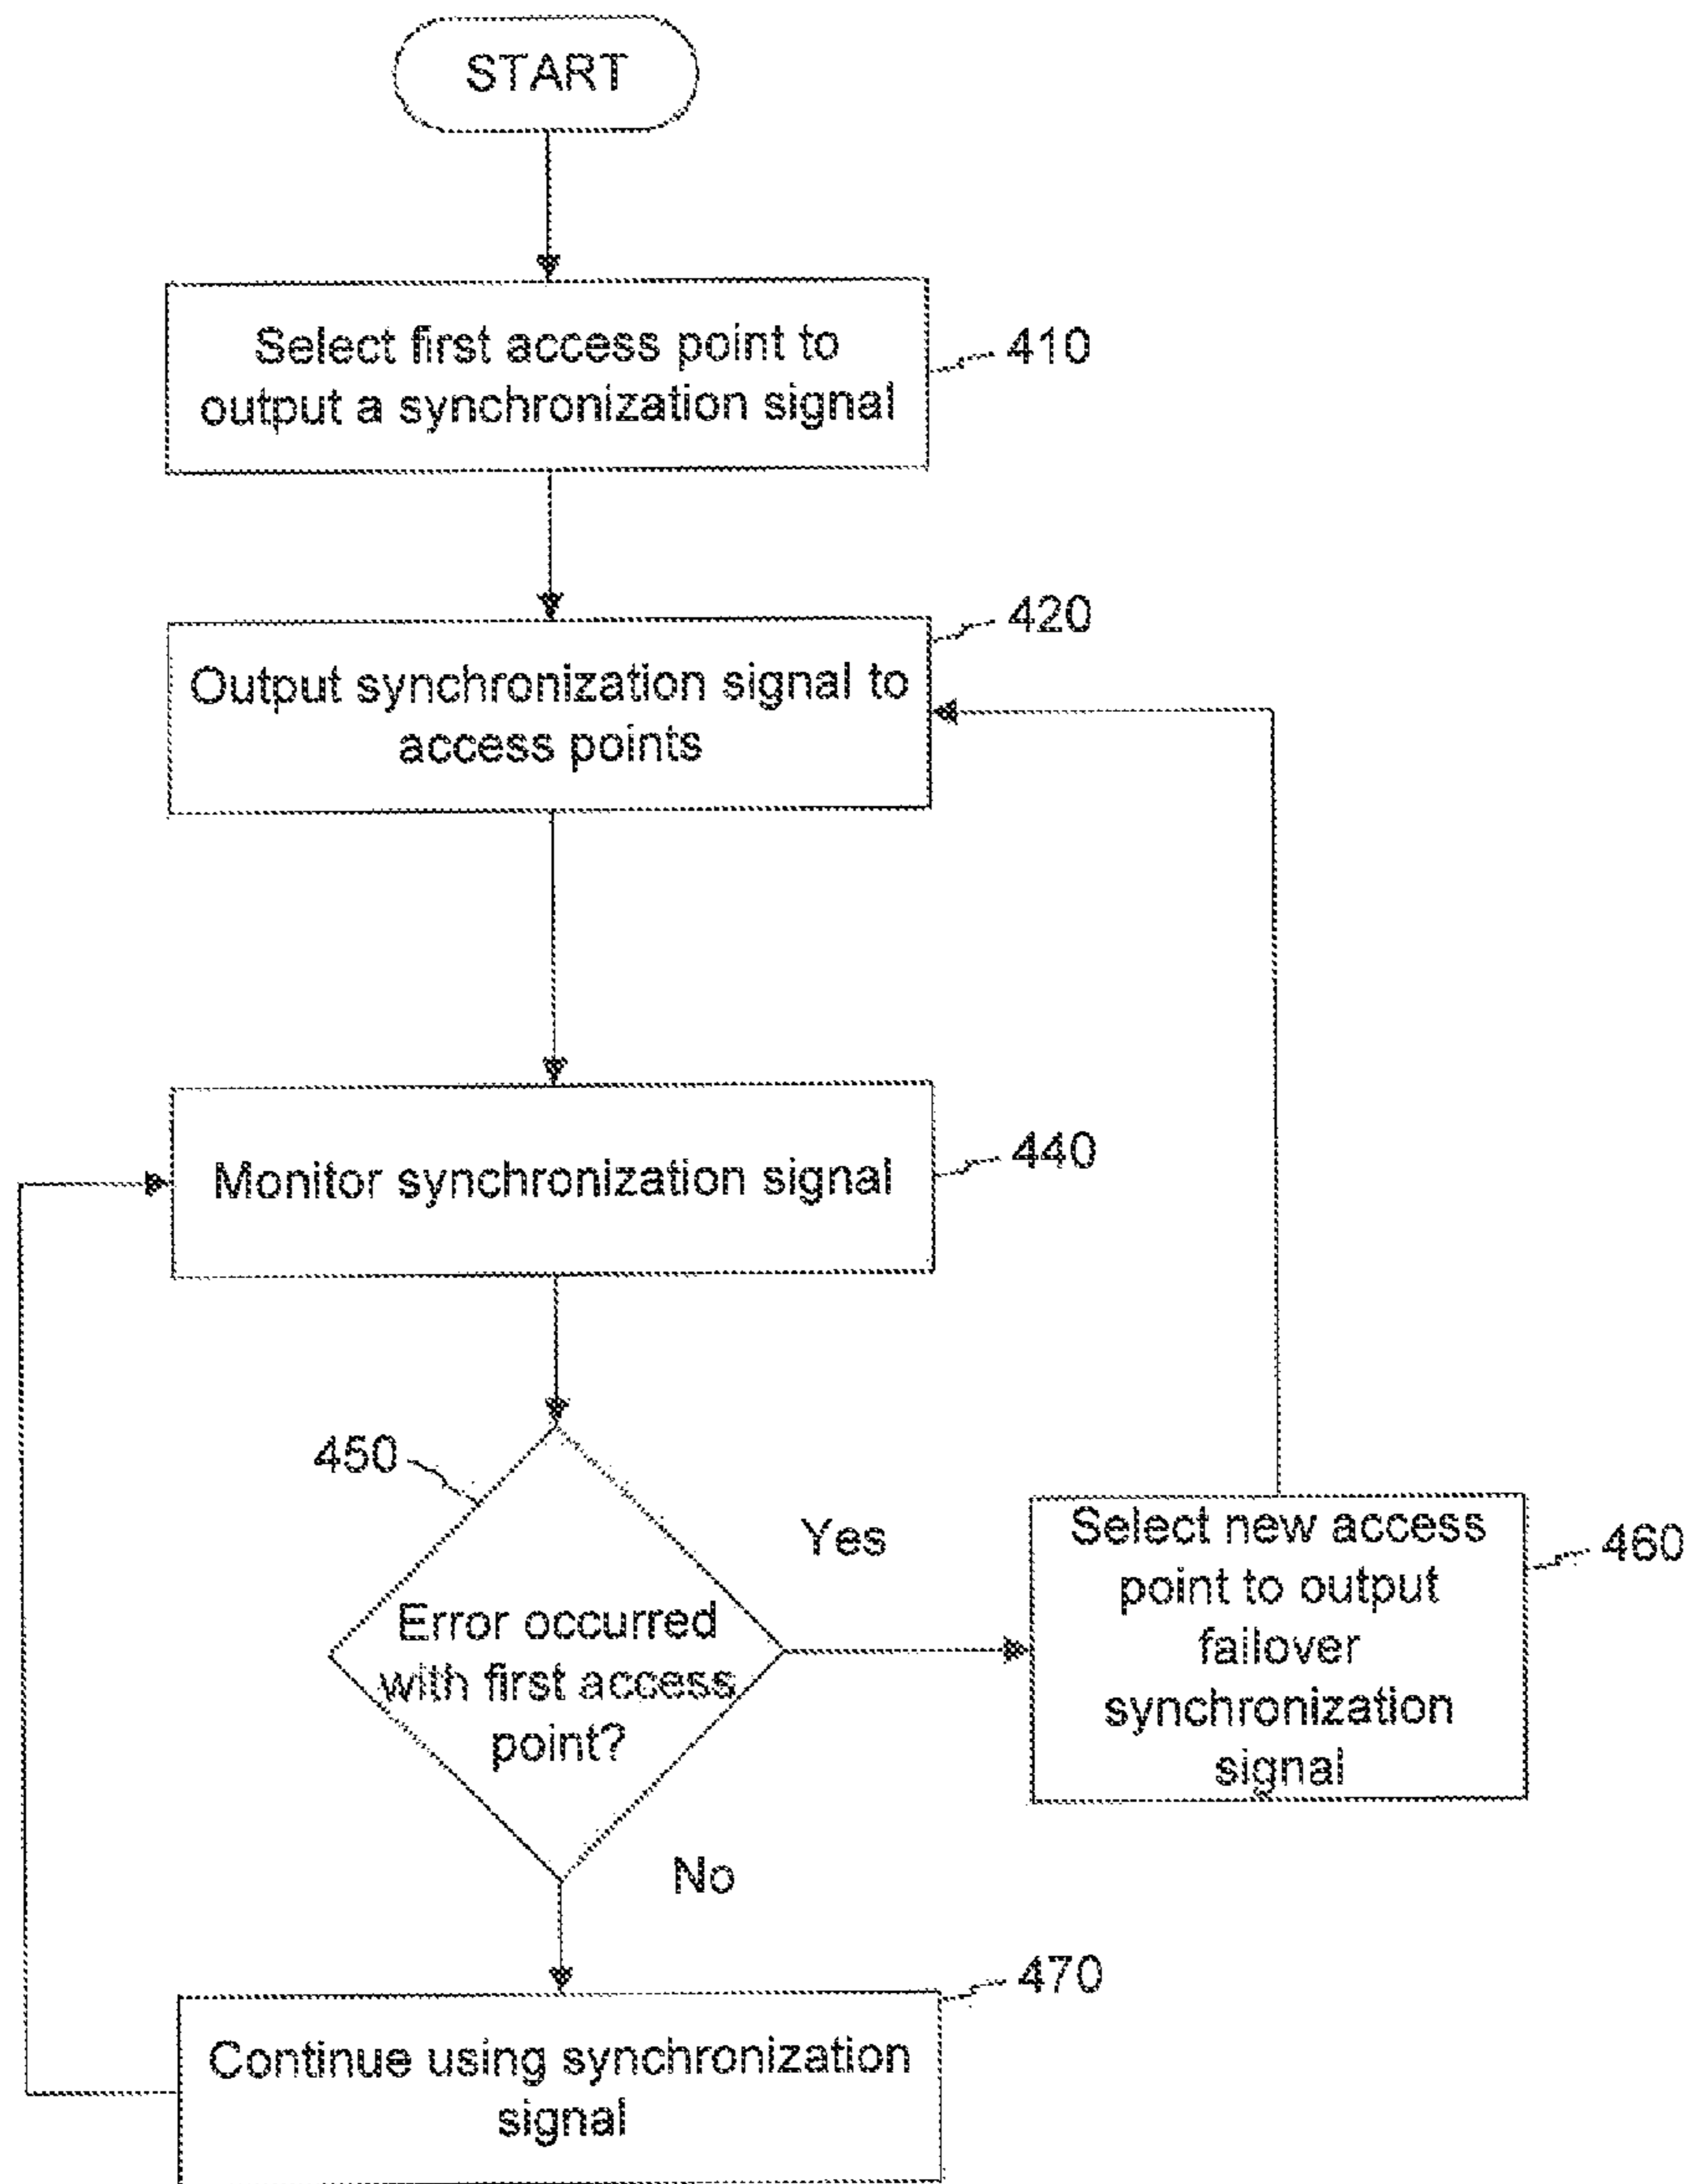 START
Select first access point to
output a synchronization signal
410
420
Output synchronization signal to
access points
Monitor synchronization signal
440
450
Yes
Error occurred
with first access
point?
Select new access
point to output
failover
synchronization
signal
460
No
470
Continue using synchronization
signal